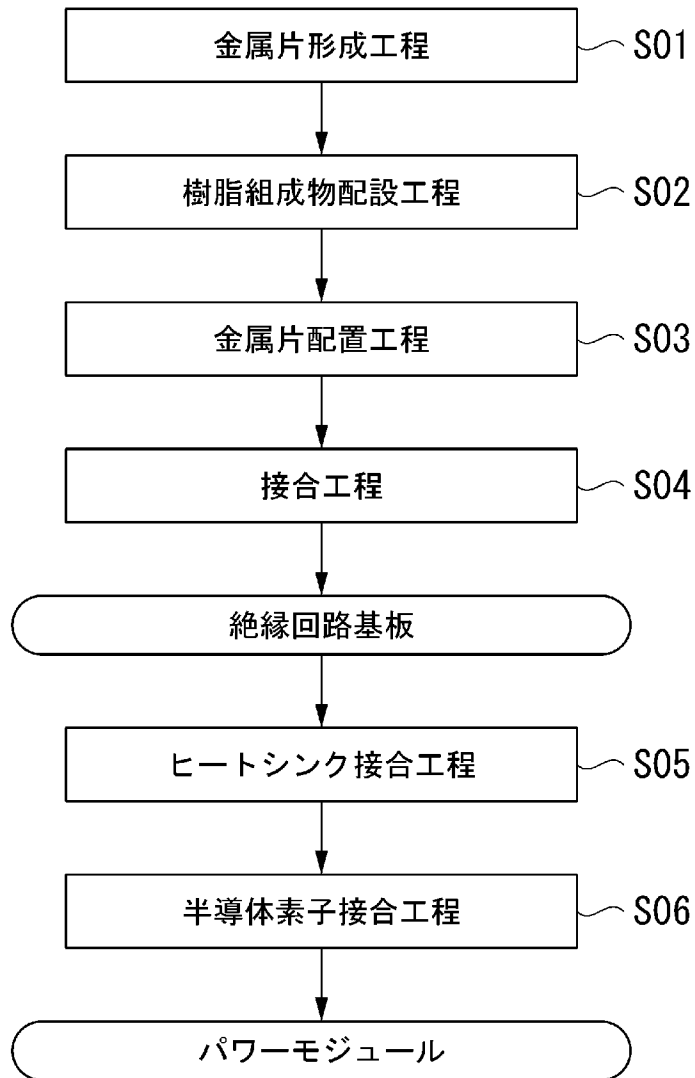 金属片形成工程 S01
樹脂組成物配設工程 S02
金属片配置工程 S03
接合工程 S04
絶縁回路基板
ヒートシンク接合工程 S05
半導体素子接合工程 S06
パワーモジュール